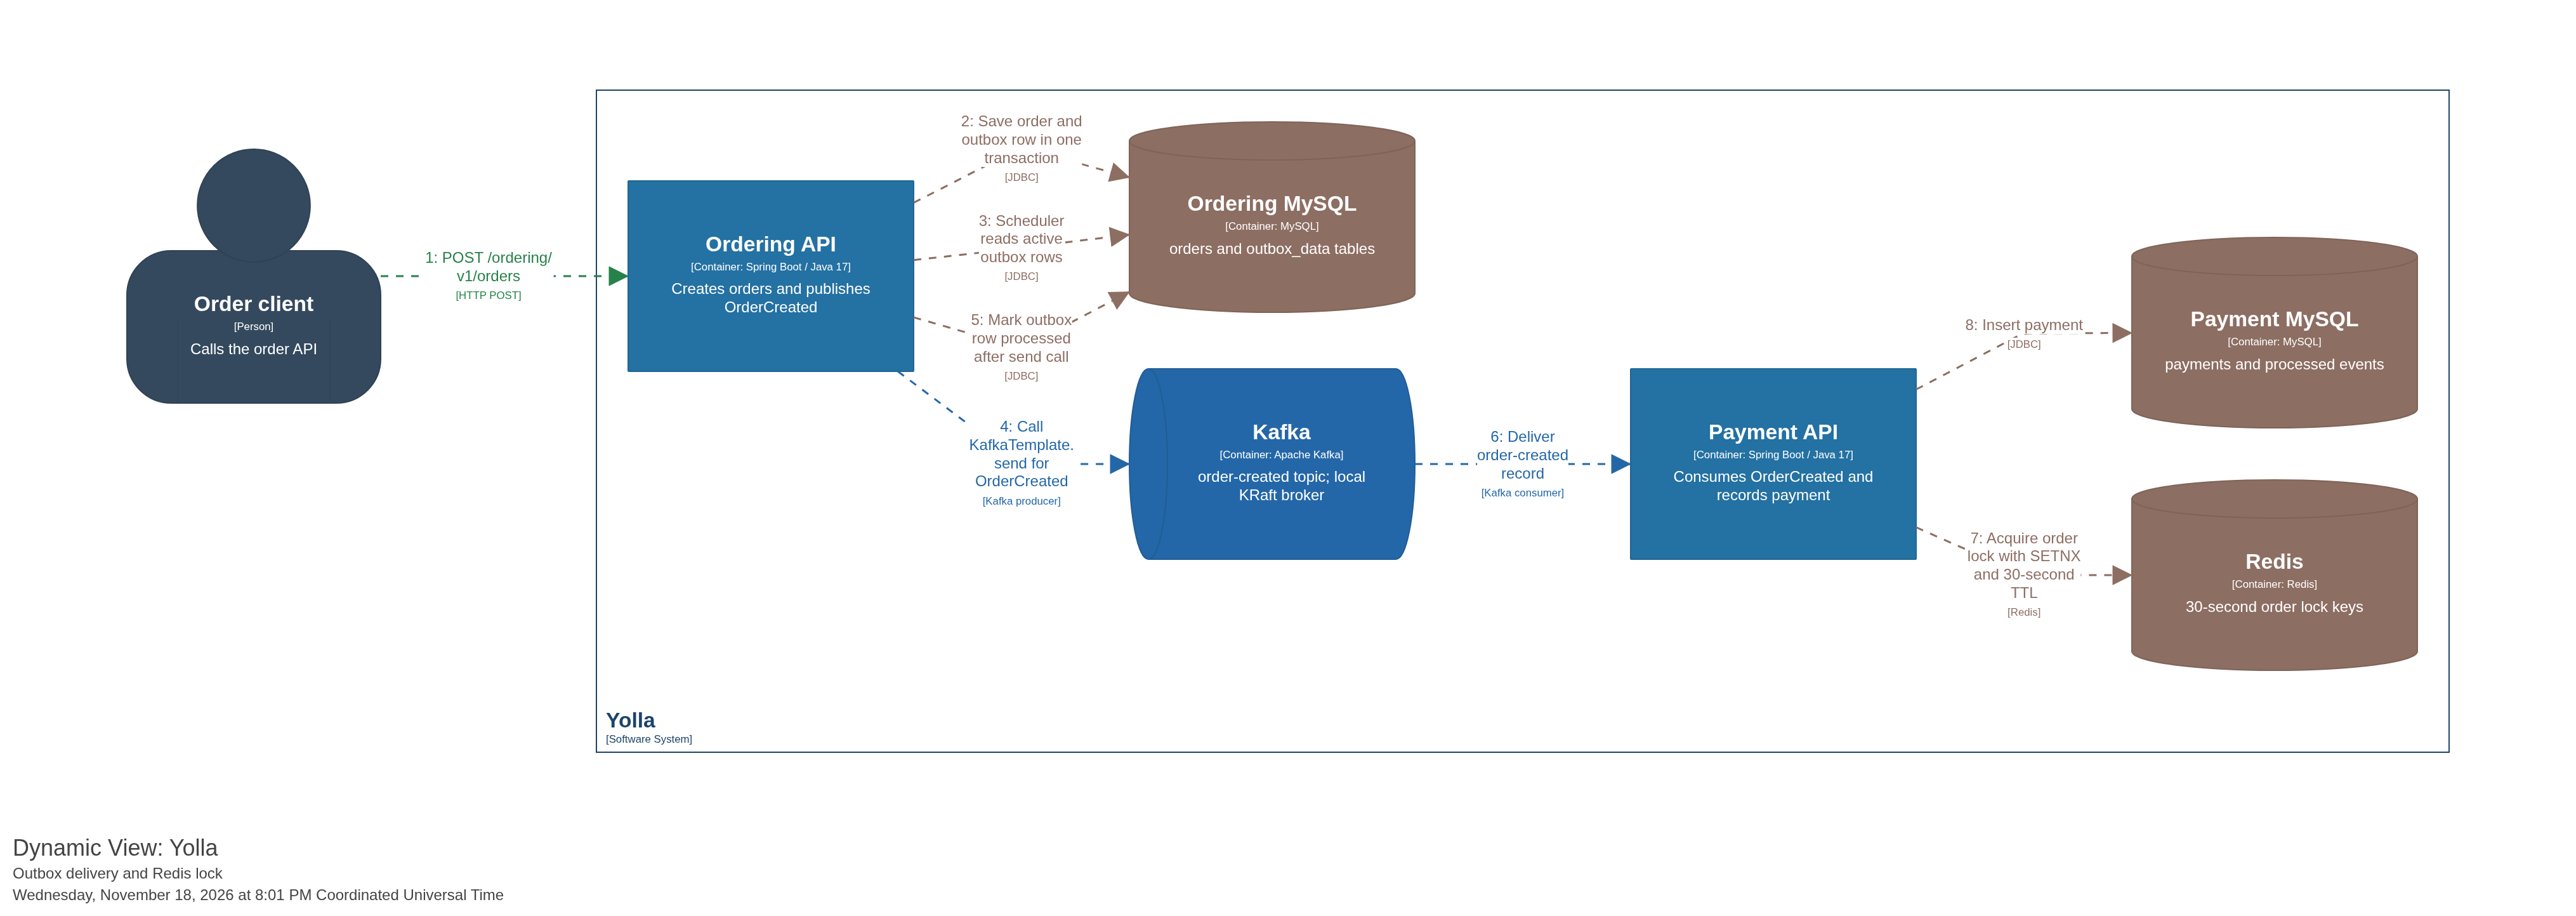 Order client
[Person]
Calls the order API
1: POST /ordering/
v1/orders
[HTTP POST]
Ordering API
[Container: Spring Boot / Java 17]
Creates orders and publishes
OrderCreated
2: Save order and
outbox row in one
transaction
[JDBC]
3: Scheduler
reads active
outbox rows
[JDBC]
5: Mark outbox
row processed
after send call
[JDBC]
4: Call
KafkaTemplate.
send for
OrderCreated
[Kafka producer]
Ordering MySQL
[Container: MySQL]
orders and outbox_data tables
Kafka
[Container: Apache Kafka]
order-created topic; local
KRaft broker
6: Deliver
order-created
record
[Kafka consumer]
Payment API
[Container: Spring Boot / Java 17]
Consumes OrderCreated and
records payment
8: Insert payment
[JDBC]
7: Acquire order
lock with SETNX
and 30-second
TTL
[Redis]
Payment MySQL
[Container: MySQL]
payments and processed events
Redis
[Container: Redis]
30-second order lock keys
Yolla
[Software System]
Dynamic View: Yolla
Outbox delivery and Redis lock
Wednesday, November 18, 2026 at 8:01 PM Coordinated Universal Time